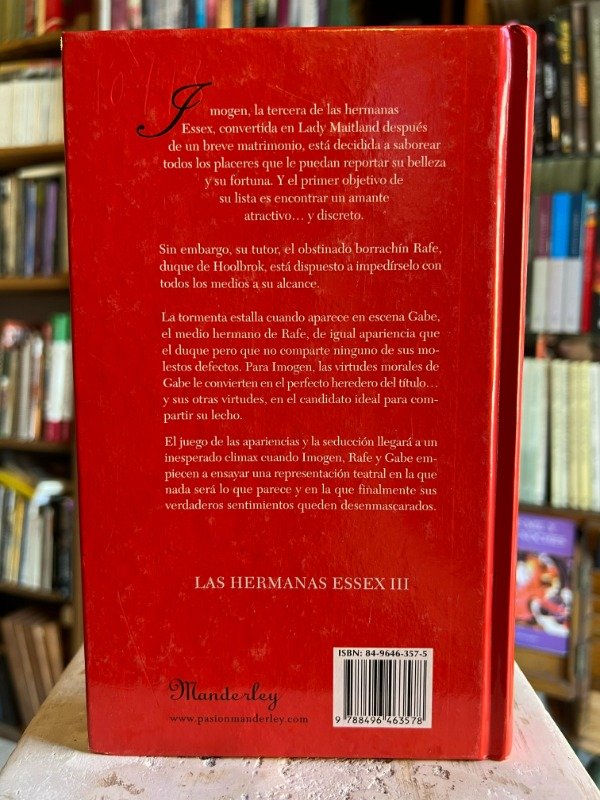 Imogen, la tercera de las hermanas
Essex, convertida en Lady Maitland después
de un breve matrimonio, está decidida a saborear
todos los placeres que le puedan reportar su belleza
y su fortuna. Y el primer objetivo de
su lista es encontrar un amante
atractivo... y discreto.
Sin embargo, su tutor, el obstinado borrachín Rafe,
duque de Hoolbrok, está dispuesto a impedírselo con
todos los medios a su alcance.
La tormenta estalla cuando aparece en escena Gabe,
el medio hermano de Rafe, de igual apariencia que
el duque pero que no comparte ninguno de sus mo-
lestos defectos. Para Imogen, las virtudes morales de
Gabe le convierten en el perfecto heredero del título...
y sus otras virtudes, en el candidato ideal para com-
partir su lecho.
El juego de las apariencias y la seducción llegará a un
inesperado climax cuando Imogen, Rafe y Gabe em-
piecen a ensayar una representación teatral en la que
nada será lo que parece y en la que finalmente sus
verdaderos sentimientos queden desenmascarados.
LAS HERMANAS ESSEX III
ISBN: 84-9646-357-5
9 788496 463578
Manderley
www.pasionmanderley.com